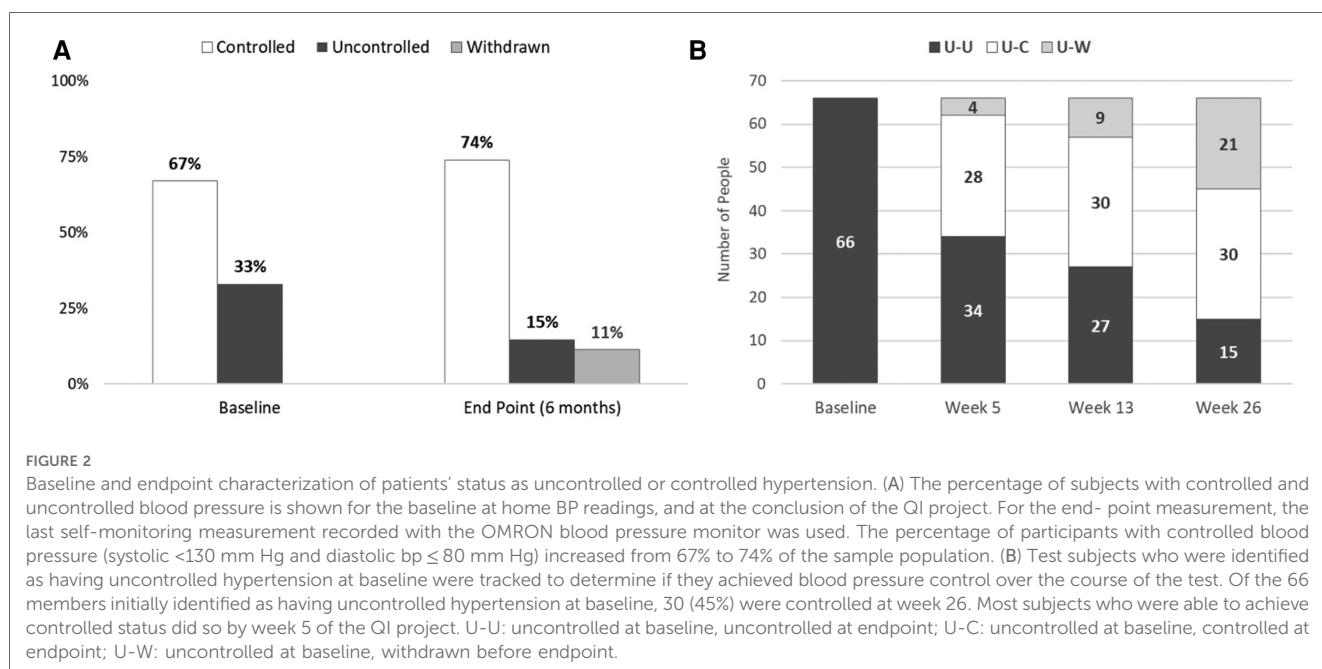 A
Controlled Uncontrolled Withdrawn
100%
75%
50%
25%
0%
67%
33%
74%
15%
11%
Baseline
End Point (6 months)
B
U-U U-C U-W
Number of People
70
60
50
40
30
20
10
0
66
4
28
34
9
30
27
21
30
15
Baseline Week 5 Week 13 Week 26
FIGURE 2
Baseline and endpoint characterization of patients' status as uncontrolled or controlled hypertension. (A) The percentage of subjects with controlled and
uncontrolled blood pressure is shown for the baseline at home BP readings, and at the conclusion of the QI project. For the end- point measurement, the
last self-monitoring measurement recorded with the OMRON blood pressure monitor was used. The percentage of participants with controlled blood
pressure (systolic <130 mm Hg and diastolic bp ≤ 80 mm Hg) increased from 67% to 74% of the sample population. (B) Test subjects who were identified
as having uncontrolled hypertension at baseline were tracked to determine if they achieved blood pressure control over the course of the test. Of the 66
members initially identified as having uncontrolled hypertension at baseline, 30 (45%) were controlled at week 26. Most subjects who were able to achieve
controlled status did so by week 5 of the QI project. U-U: uncontrolled at baseline, uncontrolled at endpoint; U-C: uncontrolled at baseline, controlled at
endpoint; U-W: uncontrolled at baseline, withdrawn before endpoint.